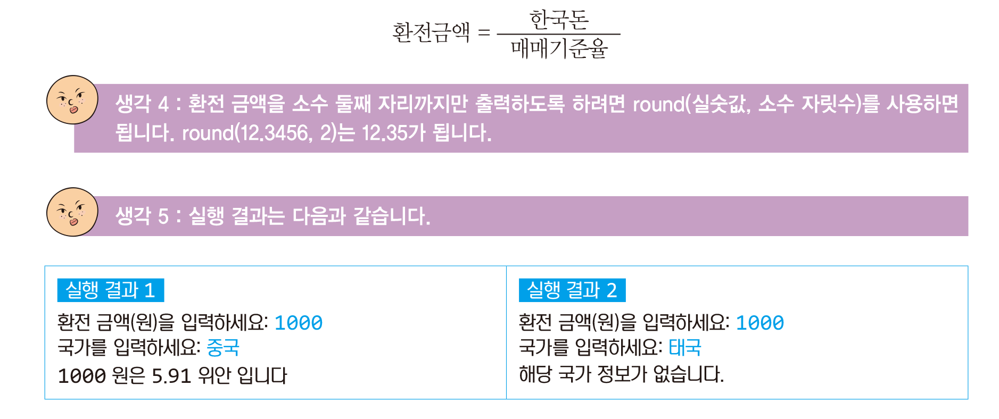 환전금액 = 한국돈 / 매매기준율
생각 4 : 환전 금액을 소수 둘째 자리까지만 출력하도록 하려면 round(실숫값, 소수 자릿수)를 사용하면
됩니다. round(12.3456, 2)는 12.35가 됩니다.
생각 5 : 실행 결과는 다음과 같습니다.
실행 결과 1
환전 금액(원)을 입력하세요: 1000
국가를 입력하세요: 중국
1000 원은 5.91 위안 입니다
실행 결과 2
환전 금액(원)을 입력하세요: 1000
국가를 입력하세요: 태국
해당 국가 정보가 없습니다.